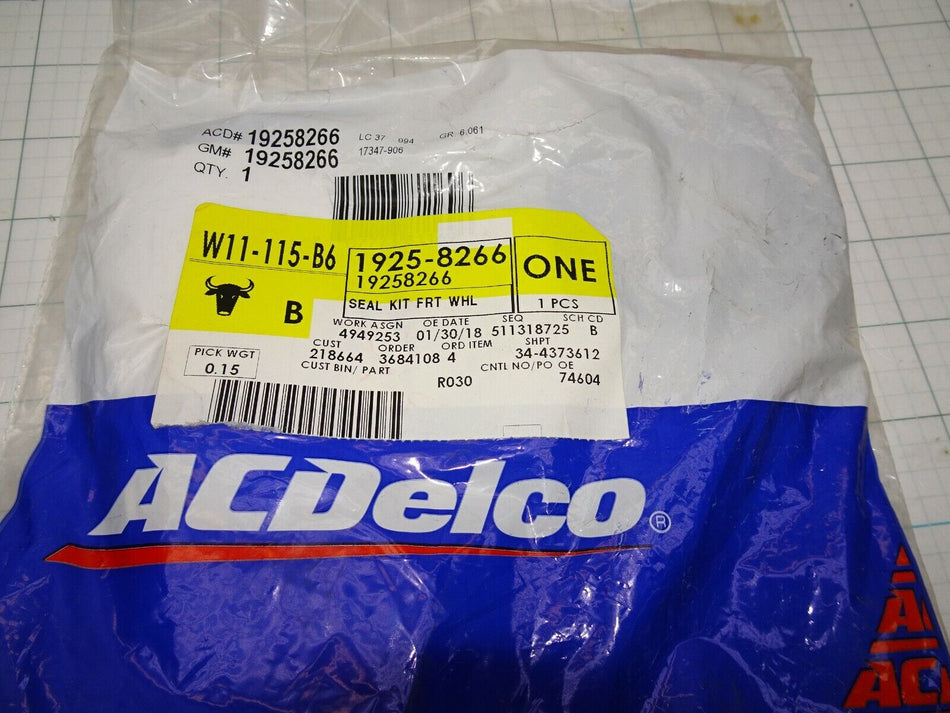 ACD# 19258266 LC 37 994 GR 6.061
GM# 19258266 17347-906
QTY. 1
W11-115-B6
1925-8266
19258266
ONE
B
SEAL KIT FRT WHL
1 PCS
WORK ASGN OE DATE SEQ SCH CD
4949253 01/30/18 511318725 B
CUST ORDER ORD ITEM SHPT
218664 3684108 4 34-4373612
PICK WGT
0.15
CUST BIN/ PART CNTL NO/PO OE
R030 74604
ACDelco ®
A
AC